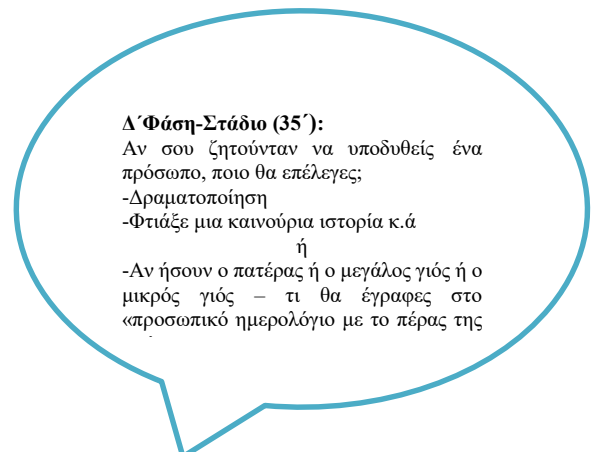 Δ΄Φάση-Στάδιο (35΄):
Αν σου ζητούνταν να υποδυθείς ένα
πρόσωπο, ποιο θα επέλεγες;
-Δραματοποίηση
-Φτιάξε μια καινούρια ιστορία κ.ά
ή
-Αν ήσουν ο πατέρας ή ο μεγάλος γιός ή ο
μικρός γιός – τι θα έγραφες στο
«προσωπικό ημερολόγιο με το πέρας της